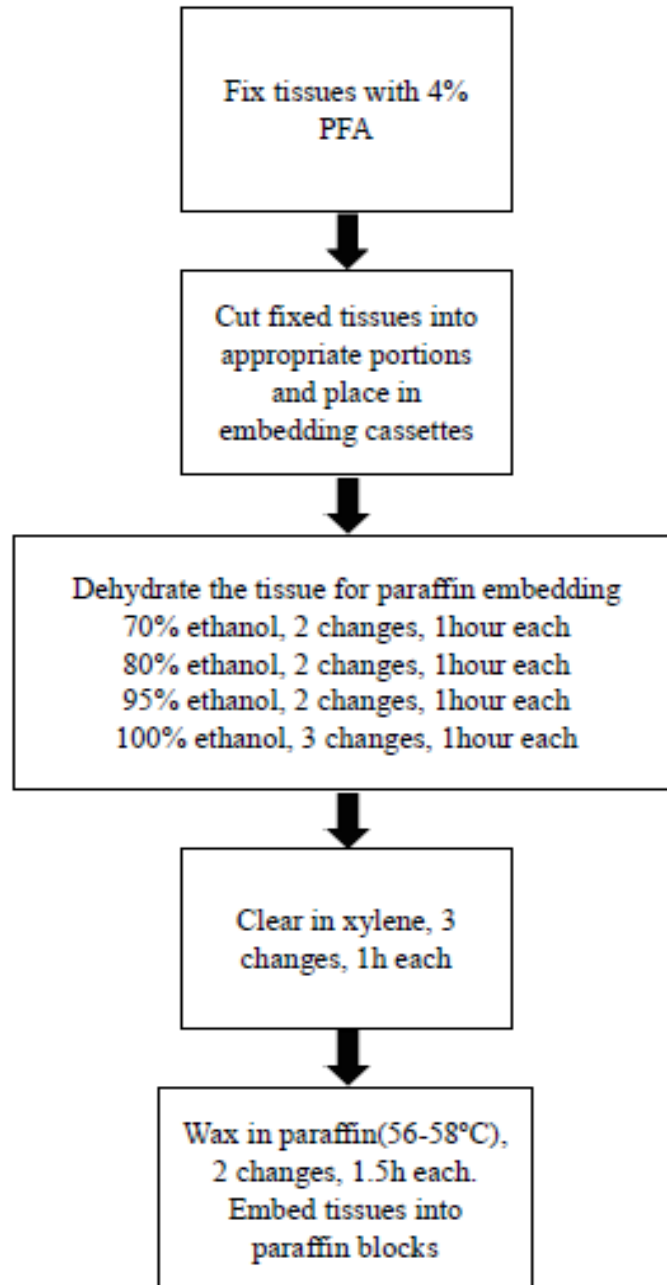 Fix tissues with 4%
PFA
Cut fixed tissues into
appropriate portions
and place in
embedding cassettes
Dehydrate the tissue for paraffin embedding
70% ethanol, 2 changes, 1hour each
80% ethanol, 2 changes, 1hour each
95% ethanol, 2 changes, 1hour each
100% ethanol, 3 changes, 1hour each
Clear in xylene, 3
changes, 1h each
Wax in paraffin(56-58°C),
2 changes, 1.5h each.
Embed tissues into
paraffin blocks